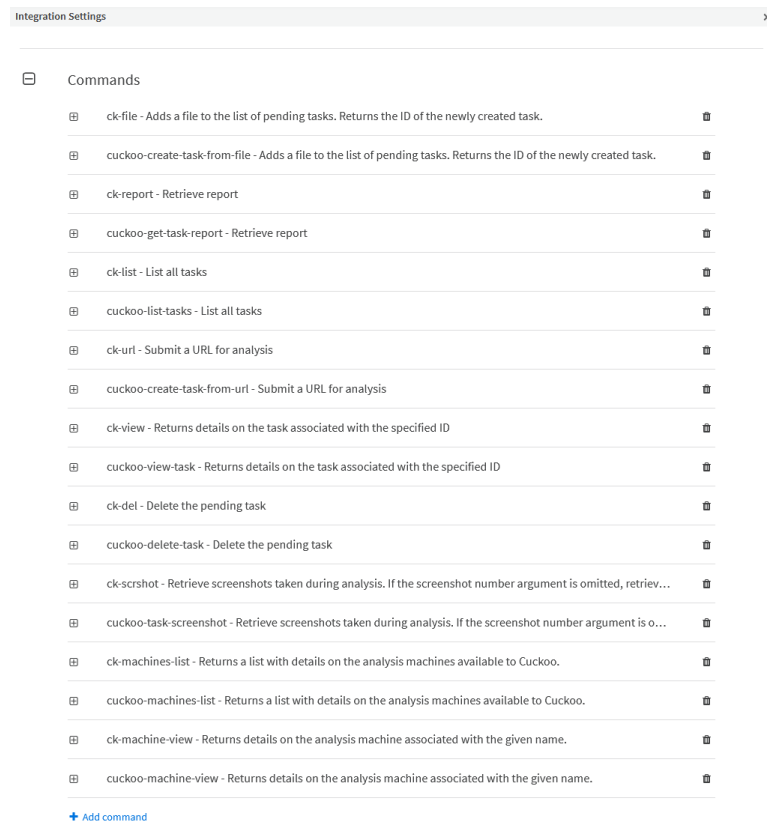 Integration Settings
Commands
ck-file - Adds a file to the list of pending tasks. Returns the ID of the newly created task.
cuckoo-create-task-from-file - Adds a file to the list of pending tasks. Returns the ID of the newly created task.
ck-report - Retrieve report
cuckoo-get-task-report - Retrieve report
ck-list - List all tasks
cuckoo-list-tasks - List all tasks
ck-url - Submit a URL for analysis
cuckoo-create-task-from-url - Submit a URL for analysis
ck-view - Returns details on the task associated with the specified ID
cuckoo-view-task - Returns details on the task associated with the specified ID
ck-del - Delete the pending task
cuckoo-delete-task - Delete the pending task
ck-scrshot - Retrieve screenshots taken during analysis. If the screenshot number argument is omitted, retriev…
cuckoo-task-screenshot - Retrieve screenshots taken during analysis. If the screenshot number argument is o…
ck-machines-list - Returns a list with details on the analysis machines available to Cuckoo.
cuckoo-machines-list - Returns a list with details on the analysis machines available to Cuckoo.
ck-machine-view - Returns details on the analysis machine associated with the given name.
cuckoo-machine-view - Returns details on the analysis machine associated with the given name.
+ Add command